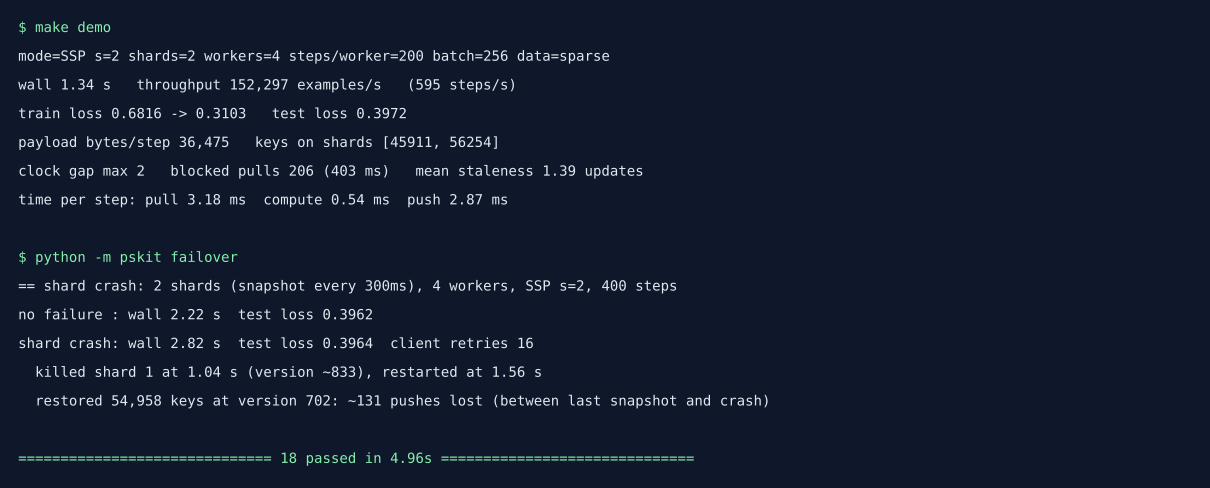 $ make demo
mode=SSP s=2 shards=2 workers=4 steps/worker=200 batch=256 data=sparse
wall 1.34 s   throughput 152,297 examples/s   (595 steps/s)
train loss 0.6816 -> 0.3103   test loss 0.3972
payload bytes/step 36,475   keys on shards [45911, 56254]
clock gap max 2   blocked pulls 206 (403 ms)   mean staleness 1.39 updates
time per step: pull 3.18 ms  compute 0.54 ms  push 2.87 ms
$ python -m pskit failover
== shard crash: 2 shards (snapshot every 300ms), 4 workers, SSP s=2, 400 steps
no failure : wall 2.22 s  test loss 0.3962
shard crash: wall 2.82 s  test loss 0.3964  client retries 16
  killed shard 1 at 1.04 s (version ~833), restarted at 1.56 s
  restored 54,958 keys at version 702: ~131 pushes lost (between last snapshot and crash)
============================== 18 passed in 4.96s ==============================